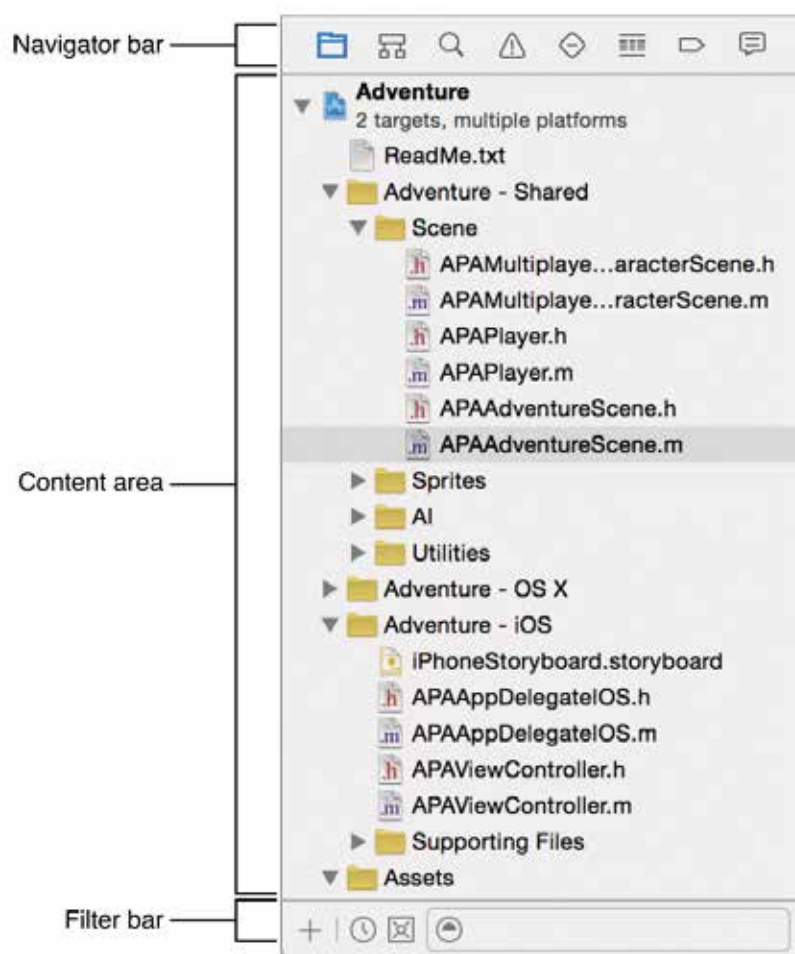 Navigator bar
Adventure
2 targets, multiple platforms
ReadMe.txt
Adventure - Shared
Scene
.h APAMultiplaye...aracterScene.h
.m APAMultiplaye...racterScene.m
.h APAPlayer.h
.m APAPlayer.m
.h APAAdventureScene.h
.m APAAdventureScene.m
Content area
Sprites
AI
Utilities
Adventure - OS X
Adventure - iOS
iPhoneStoryboard.storyboard
.h APAAppDelegateIOS.h
.m APAAppDelegateIOS.m
.h APAViewController.h
.m APAViewController.m
Supporting Files
Assets
Filter bar